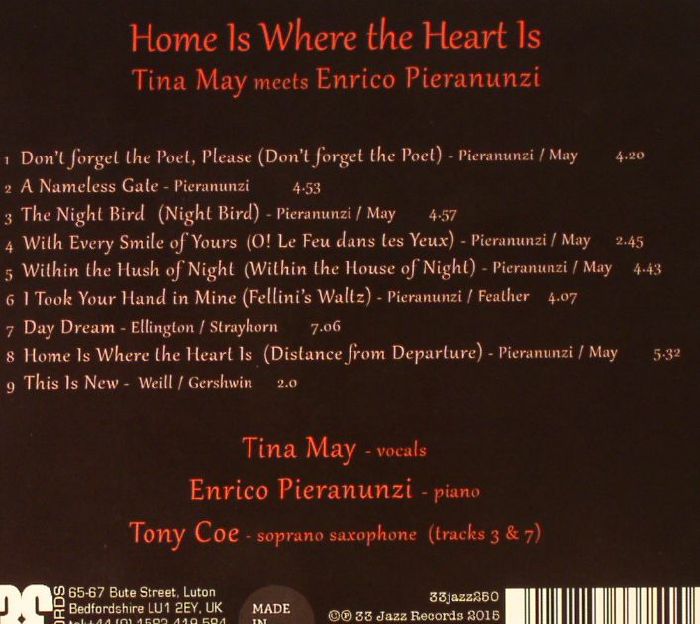 Home Is Where the Heart Is
Tina May meets Enrico Pieranunzi
1 Don't forget the Poet, Please (Don't forget the Poet) - Pieranunzi / May 4.20
2 A Nameless Gate - Pieranunzi 4.53
3 The Night Bird (Night Bird) - Pieranunzi / May 4.57
4 With Every Smile of Yours (O! Le Feu dans les Yeux) - Pieranunzi / May 2.45
5 Within the Hush of Night (Within the House of Night) - Pieranunzi / May 4.43
6 I Took Your Hand in Mine (Fellini's Waltz) - Pieranunzi / Feather 4.07
7 Day Dream - Ellington / Strayhorn 7.06
8 Home Is Where the Heart Is (Distance from Departure) - Pieranunzi / May 5.32
9 This Is New - Weill / Gershwin 2.0
Tina May - vocals
Enrico Pieranunzi - piano
Tony Coe - soprano saxophone (tracks 3 & 7)
65-67 Bute Street, Luton
Bedfordshire LU1 2EY, UK
MADE
IN
33jazz250
©℗ 33 Jazz Records 2015